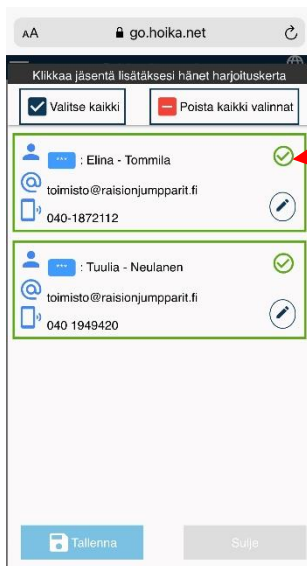 AA go.hoika.net
Klikkaa jäsentä lisätäksesi hänet harjoituskerta
Valitse kaikki Poista kaikki valinnat
*** : Elina - Tommila
toimisto@raisionjumpparit.fi
040-1872112
*** : Tuulia - Neulanen
toimisto@raisionjumpparit.fi
040 1949420
Tallenna Sulje